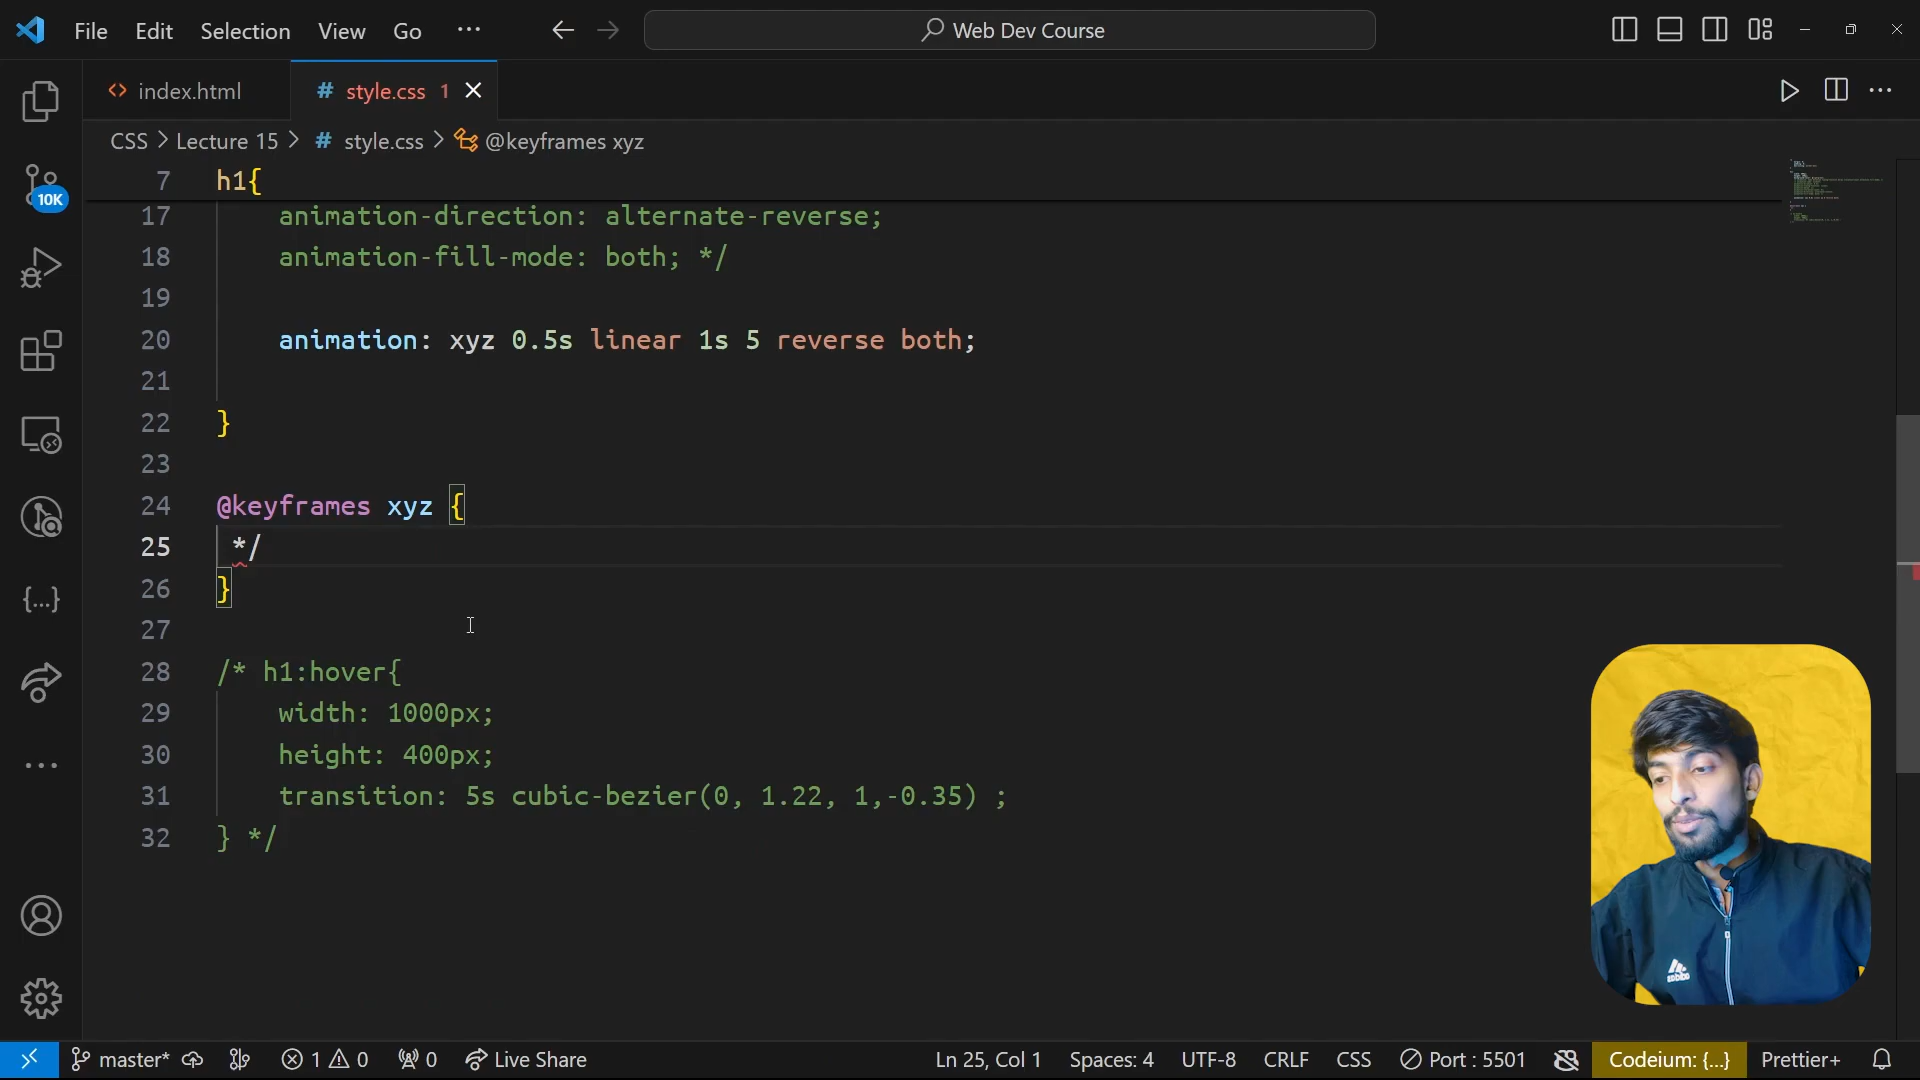 File Edit Selection View Go ··· Web Dev Course
index.html # style.css 1
CSS > Lecture 15 > # style.css > @keyframes xyz
7 h1{
17 animation-direction: alternate-reverse;
18 animation-fill-mode: both; */
19
20 animation: xyz 0.5s linear 1s 5 reverse both;
21
22 }
23
24 @keyframes xyz {
25 */
26 }
27
28 /* h1:hover{
29 width: 1000px;
30 height: 400px;
31 transition: 5s cubic-bezier(0, 1.22, 1,-0.35) ;
32 } */
10K
{...}
master* 1 0 0 Live Share Ln 25, Col 1 Spaces: 4 UTF-8 CRLF CSS Port : 5501 Codeium: {...} Prettier+